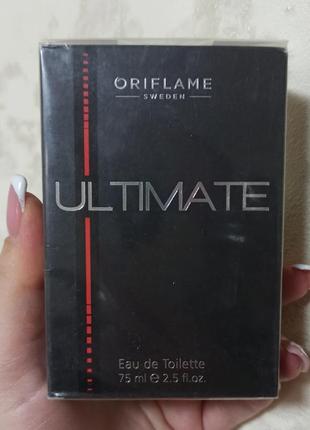 ORIFLAME
SWEDEN
ULTIMATE
Eau de Toilette
75 ml ℮ 2.5 fl.oz.